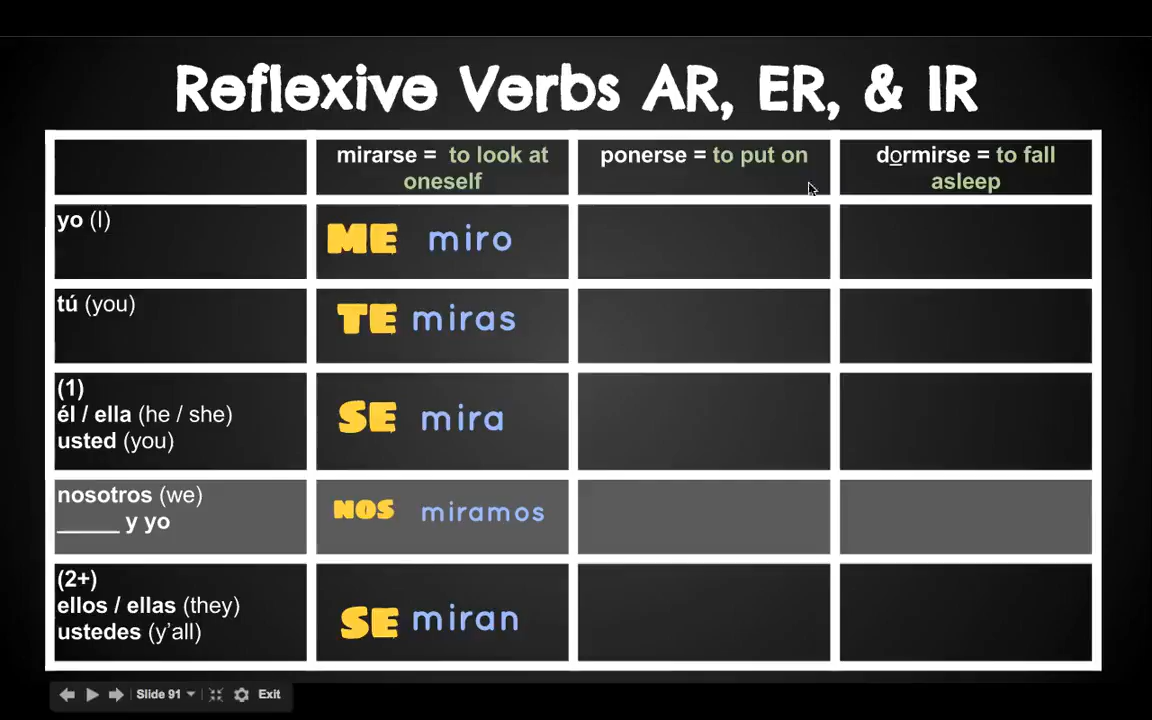 Reflexive Verbs AR, ER, & IR
mirarse = to look at
oneself
ponerse = to put on
dormirse = to fall
asleep
yo (I)
ME miro
tú (you)
TE miras
(1)
él / ella (he / she)
usted (you)
SE mira
nosotros (we)
______ y yo
NOS miramos
(2+)
ellos / ellas (they)
ustedes (y'all)
SE miran
Slide 91
Exit